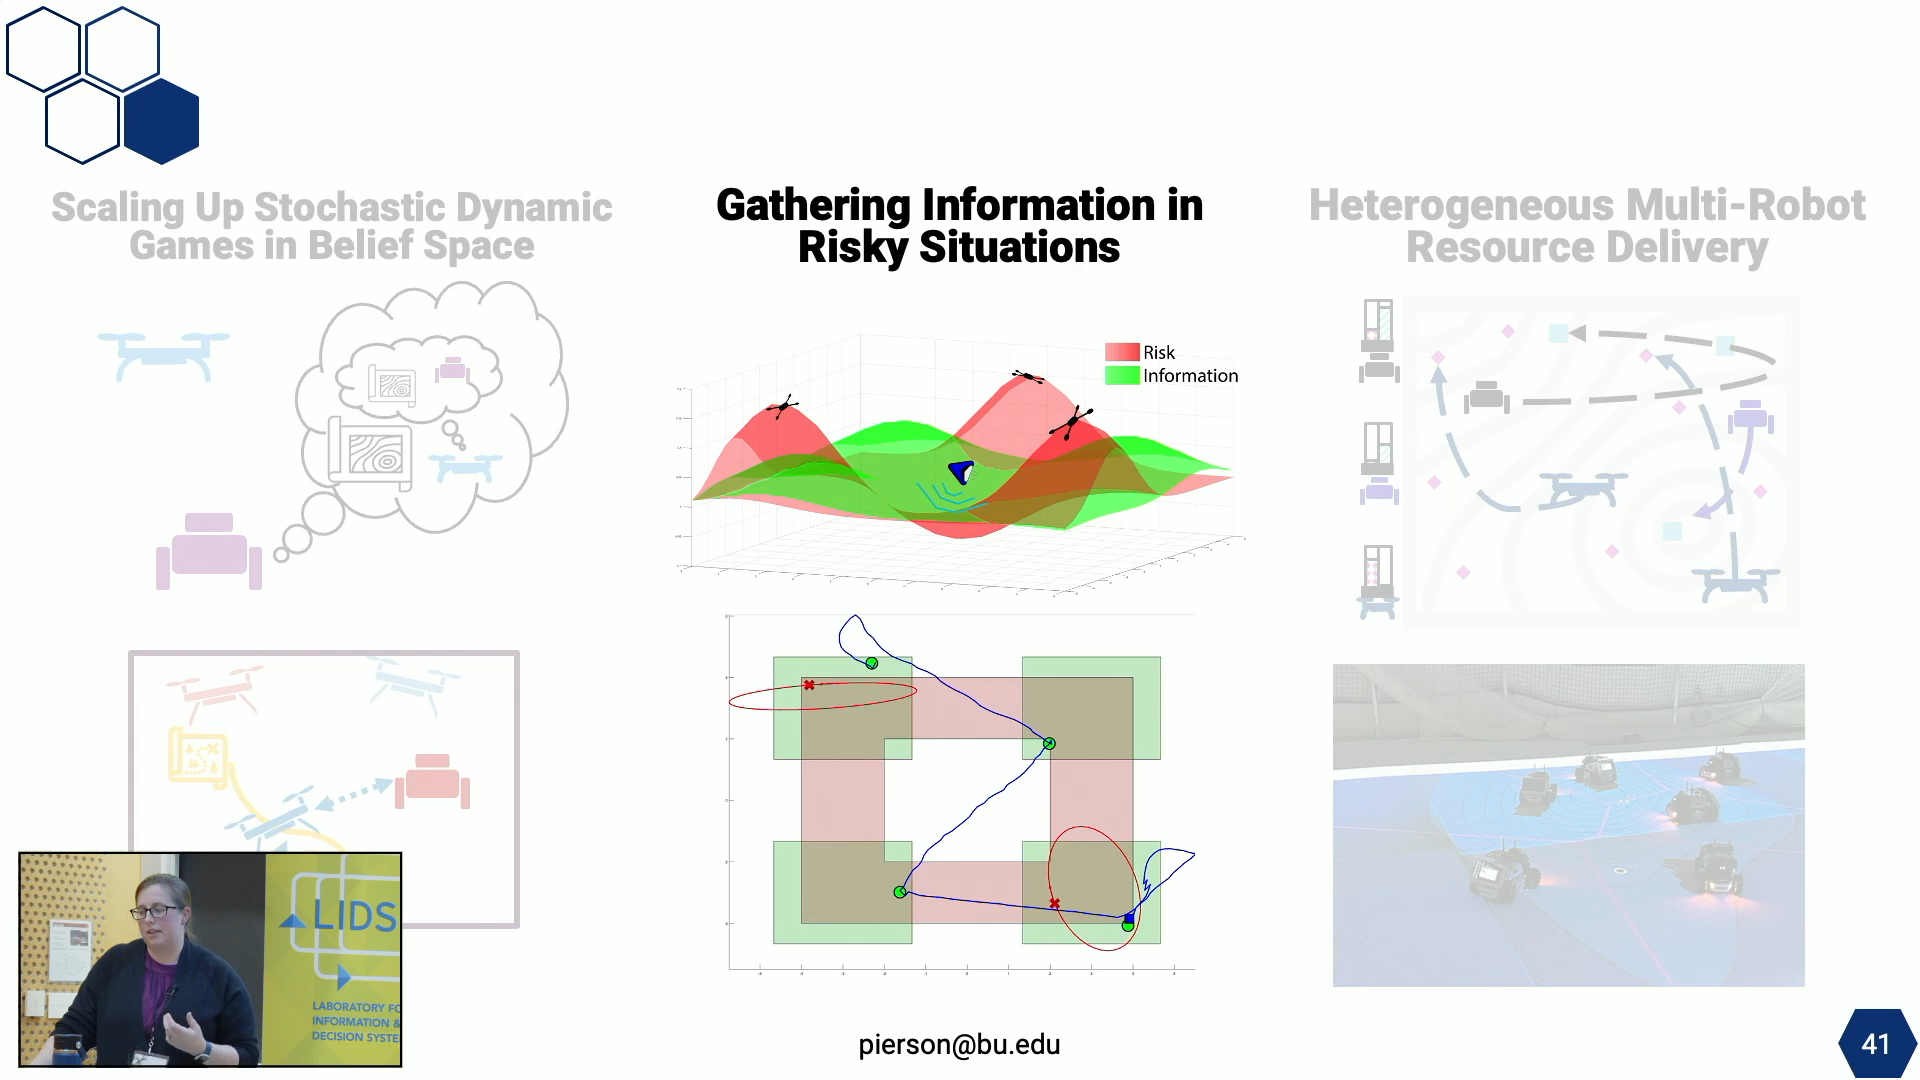 Scaling Up Stochastic Dynamic
Games in Belief Space
Gathering Information in
Risky Situations
Heterogeneous Multi-Robot
Resource Delivery
Risk
Information
LIDS
LABORATORY FO
INFORMATION &
DECISION SYSTE
pierson@bu.edu
41